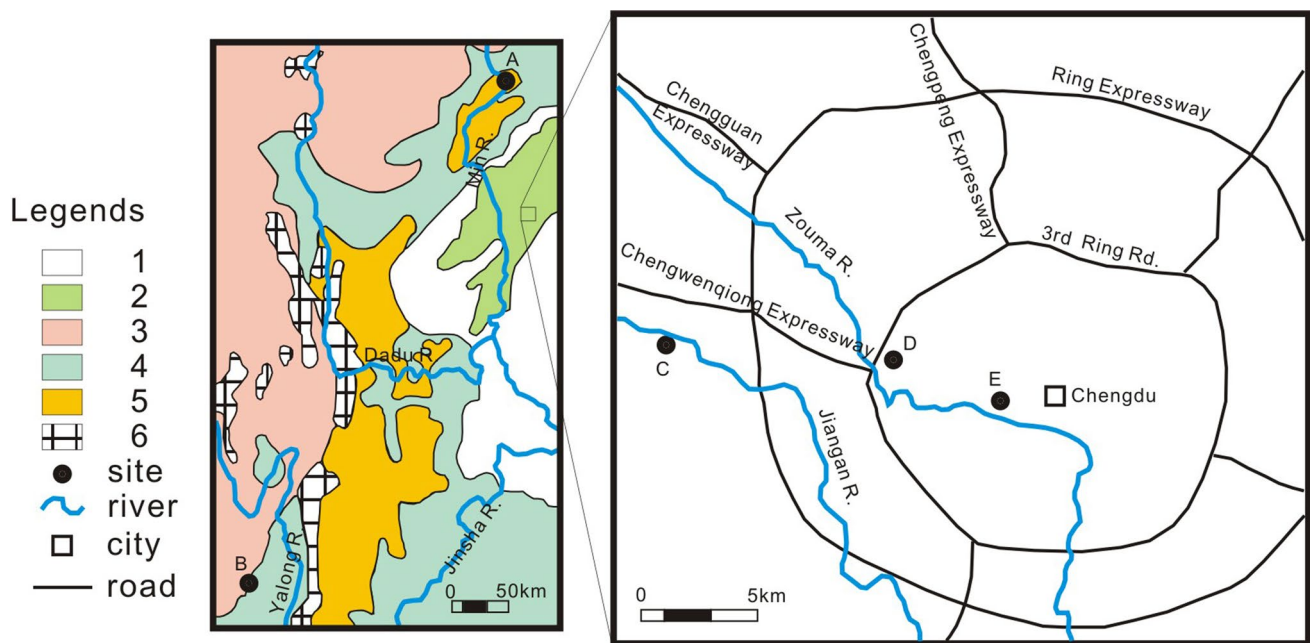 Legends
1
2
3
4
5
6
site
river
city
road
A
Min R.
Dadu R
B
Yalong R.
Jinsha R.
0 50km
Chengguan
Expressway
Chengpeng Expressway
Ring Expressway
Zouma R.
3rd Ring Rd.
Chengwenqiong Expressway
C
D
E
Chengdu
Jiangan R.
0 5km